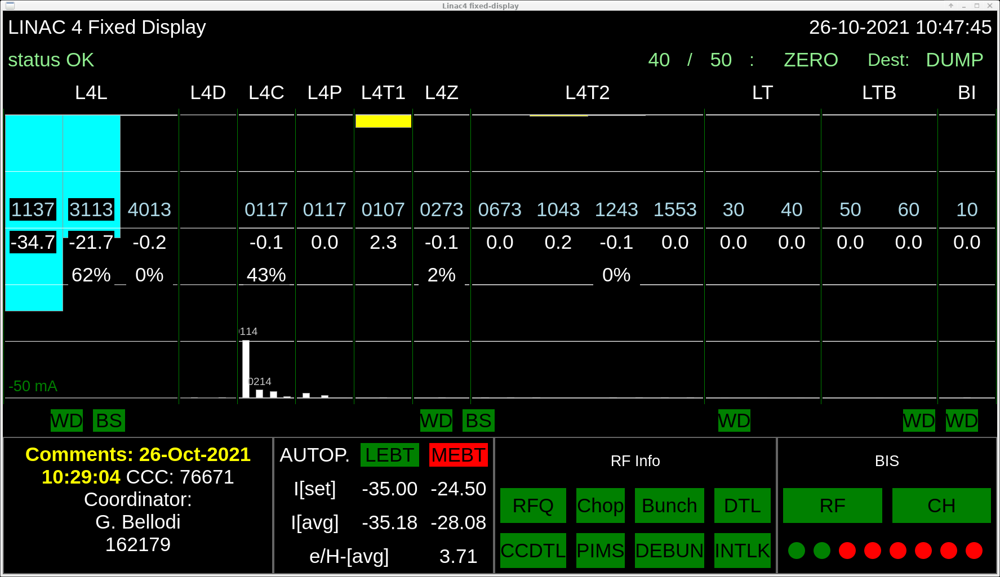 Linac4 fixed-display
LINAC 4 Fixed Display 26-10-2021 10:47:45
status OK 40 / 50 : ZERO Dest: DUMP
L4L L4D L4C L4P L4T1 L4Z L4T2 LT LTB BI
1137 3113 4013 0117 0117 0107 0273 0673 1043 1243 1553 30 40 50 60 10
-34.7 -21.7 -0.2 -0.1 0.0 2.3 -0.1 0.0 0.2 -0.1 0.0 0.0 0.0 0.0 0.0 0.0
62% 0% 43% 2% 0%
114
0214
-50 mA
WD BS WD BS WD WD WD
Comments: 26-Oct-2021
10:29:04 CCC: 76671
Coordinator:
G. Bellodi
162179
AUTOP. LEBT MEBT
I[set] -35.00 -24.50
I[avg] -35.18 -28.08
e/H-[avg] 3.71
RF Info
RFQ Chop Bunch DTL
CCDTL PIMS DEBUN INTLK
BIS
RF CH